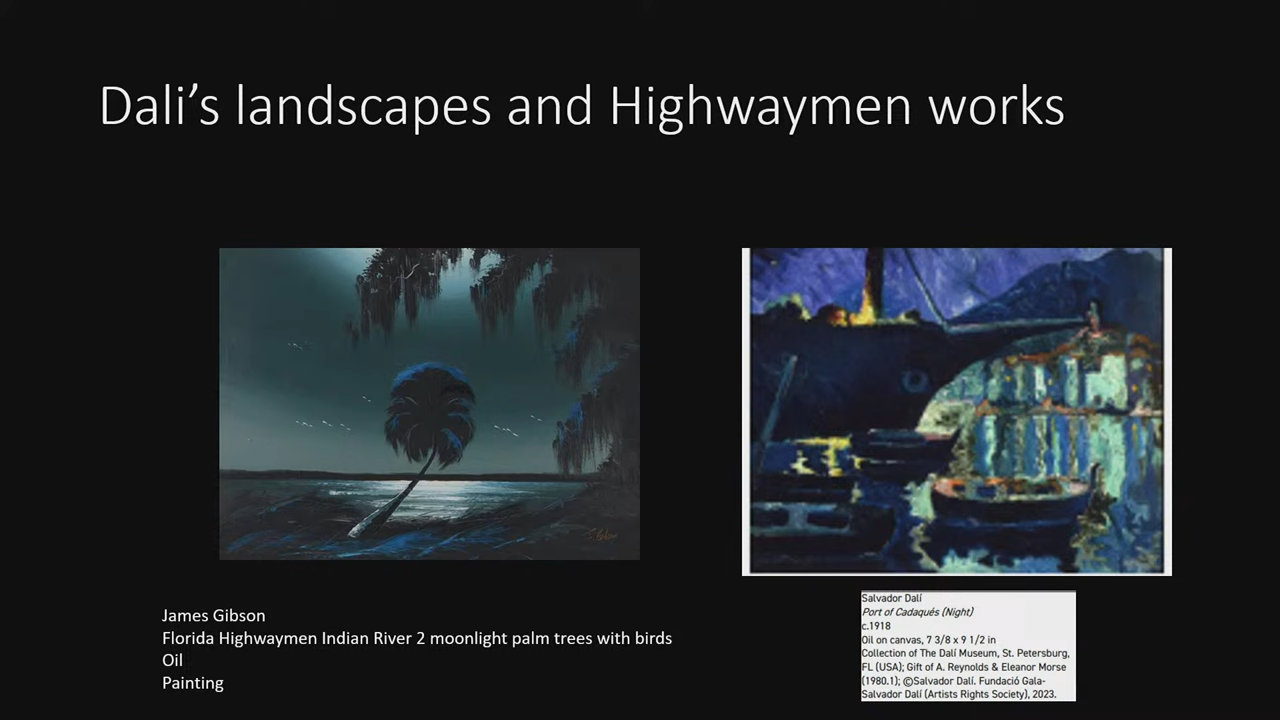 Dali's landscapes and Highwaymen works
James Gibson
Florida Highwaymen Indian River 2 moonlight palm trees with birds
Oil
Painting
Salvador Dalí
Port of Cadaqués (Night)
c.1918
Oil on canvas, 7 3/8 x 9 1/2 in
Collection of The Dalí Museum, St. Petersburg,
FL (USA); Gift of A. Reynolds & Eleanor Morse
(1980.1); ©Salvador Dalí. Fundació Gala-
Salvador Dalí (Artists Rights Society), 2023.